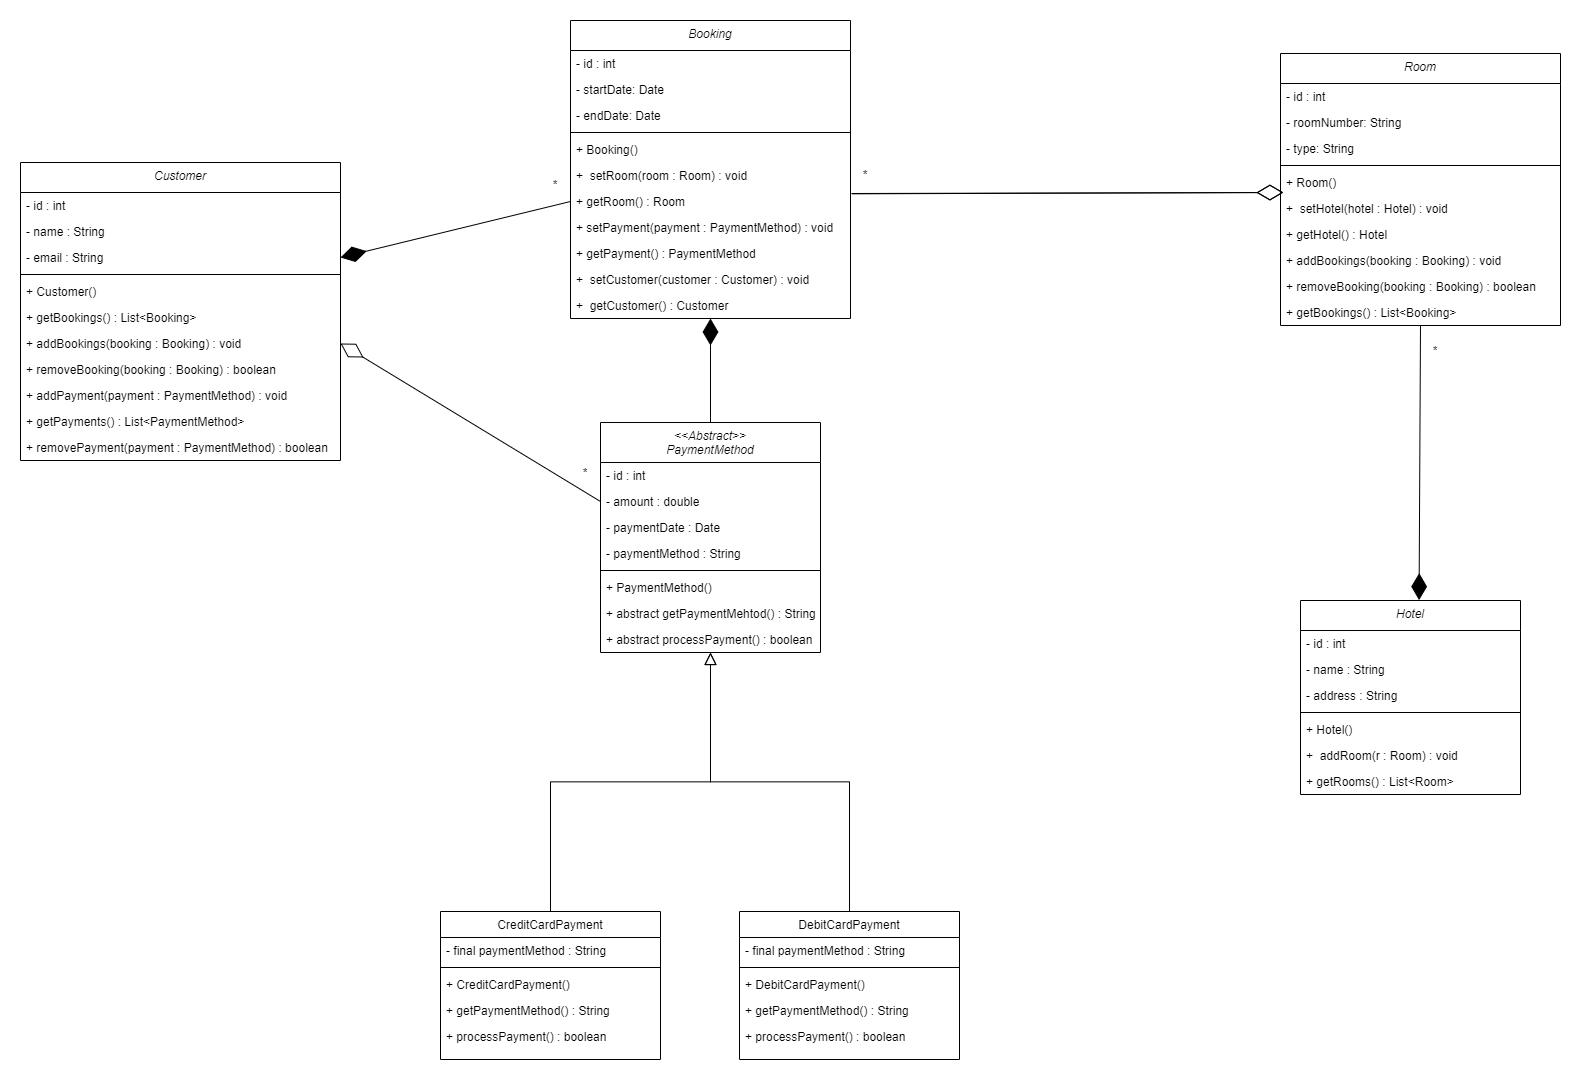 Booking
- id : int
- startDate: Date
- endDate: Date
+ Booking()
+  setRoom(room : Room) : void
+ getRoom() : Room
+ setPayment(payment : PaymentMethod) : void
+ getPayment() : PaymentMethod
+  setCustomer(customer : Customer) : void
+  getCustomer() : Customer
Room
- id : int
- roomNumber: String
- type: String
+ Room()
+  setHotel(hotel : Hotel) : void
+ getHotel() : Hotel
+ addBookings(booking : Booking) : void
+ removeBooking(booking : Booking) : boolean
+ getBookings() : List<Booking>
Customer
- id : int
- name : String
- email : String
+ Customer()
+ getBookings() : List<Booking>
+ addBookings(booking : Booking) : void
+ removeBooking(booking : Booking) : boolean
+ addPayment(payment : PaymentMethod) : void
+ getPayments() : List<PaymentMethod>
+ removePayment(payment : PaymentMethod) : boolean
*
*
*
*
<<Abstract>>
PaymentMethod
- id : int
- amount : double
- paymentDate : Date
- paymentMethod : String
+ PaymentMethod()
+ abstract getPaymentMehtod() : String
+ abstract processPayment() : boolean
Hotel
- id : int
- name : String
- address : String
+ Hotel()
+  addRoom(r : Room) : void
+ getRooms() : List<Room>
CreditCardPayment
- final paymentMethod : String
+ CreditCardPayment()
+ getPaymentMethod() : String
+ processPayment() : boolean
DebitCardPayment
- final paymentMethod : String
+ DebitCardPayment()
+ getPaymentMethod() : String
+ processPayment() : boolean